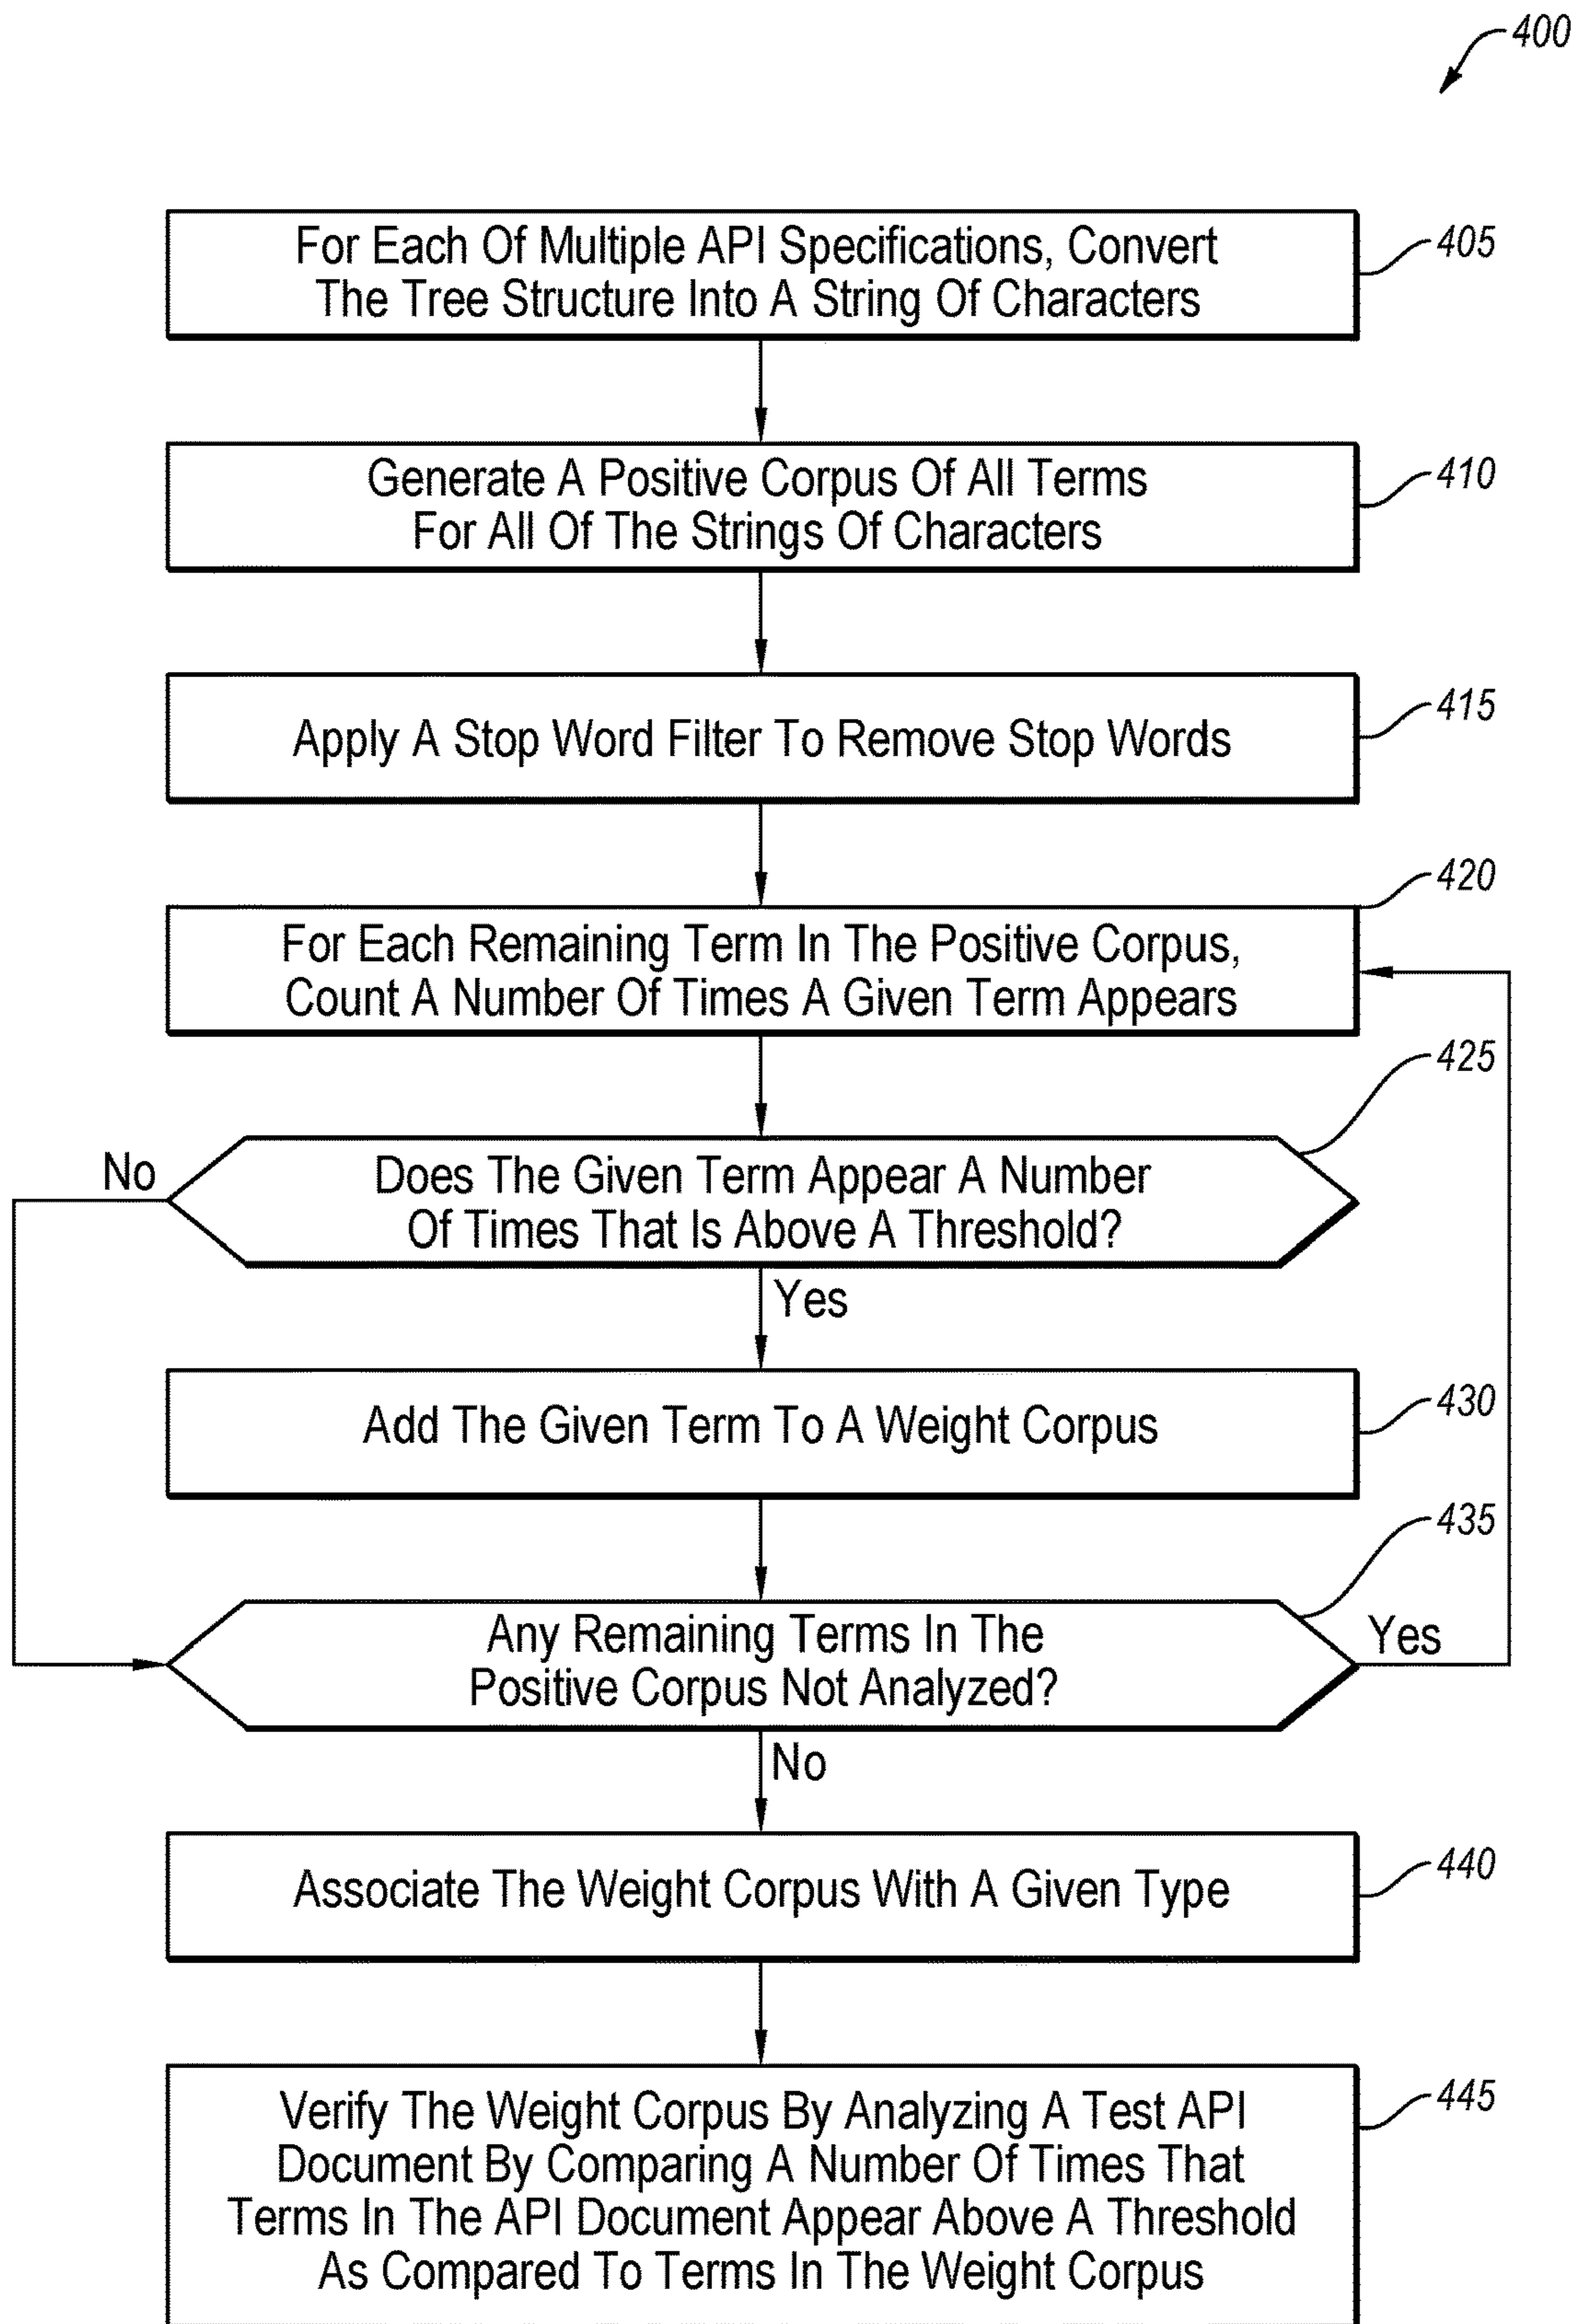 400
For Each Of Multiple API Specifications, Convert
The Tree Structure Into A String Of Characters
405
Generate A Positive Corpus Of All Terms
For All Of The Strings Of Characters
410
Apply A Stop Word Filter To Remove Stop Words
415
420
For Each Remaining Term In The Positive Corpus,
Count A Number Of Times A Given Term Appears
425
No
Does The Given Term Appear A Number
Of Times That Is Above A Threshold?
Yes
Add The Given Term To A Weight Corpus
430
435
Any Remaining Terms In The
Positive Corpus Not Analyzed?
Yes
No
Associate The Weight Corpus With A Given Type
440
Verify The Weight Corpus By Analyzing A Test API
Document By Comparing A Number Of Times That
Terms In The API Document Appear Above A Threshold
As Compared To Terms In The Weight Corpus
445